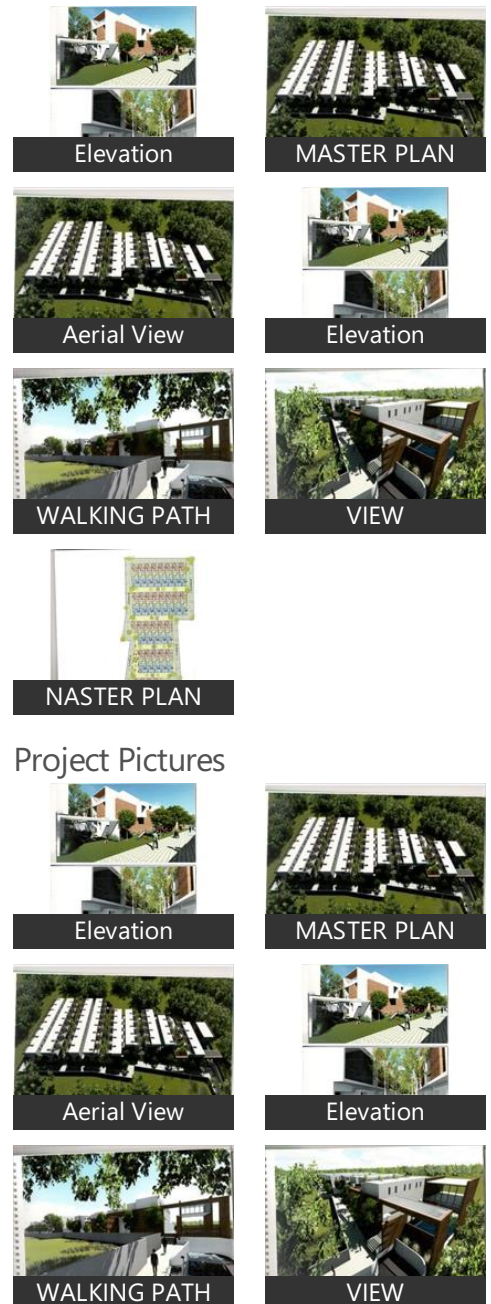 Elevation
MASTER PLAN
Aerial View
Elevation
WALKING PATH
VIEW
NASTER PLAN
Project Pictures
Elevation
MASTER PLAN
Aerial View
Elevation
WALKING PATH
VIEW